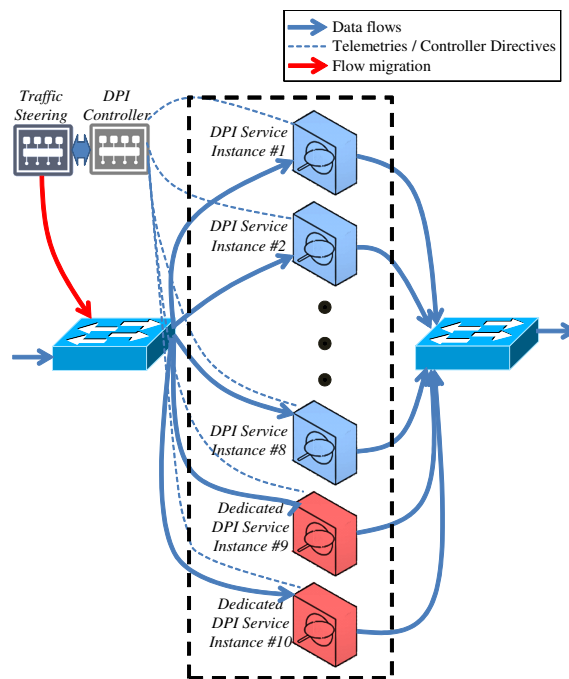 Data flows
Telemetries / Controller Directives
Flow migration
Traffic
Steering
DPI
Controller
DPI Service
Instance #1
DPI Service
Instance #2
DPI Service
Instance #8
Dedicated
DPI Service
Instance #9
Dedicated
DPI Service
Instance #10